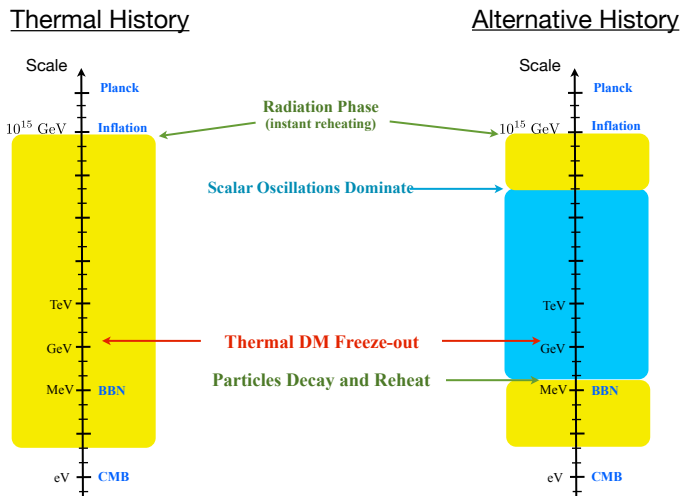 Thermal History
Alternative History
Scale
Scale
Planck
Planck
10^15 GeV
Inflation
Radiation Phase
(instant reheating)
10^15 GeV
Inflation
Scalar Oscillations Dominate
TeV
TeV
GeV
Thermal DM Freeze-out
GeV
Particles Decay and Reheat
MeV
BBN
MeV
BBN
eV
CMB
eV
CMB